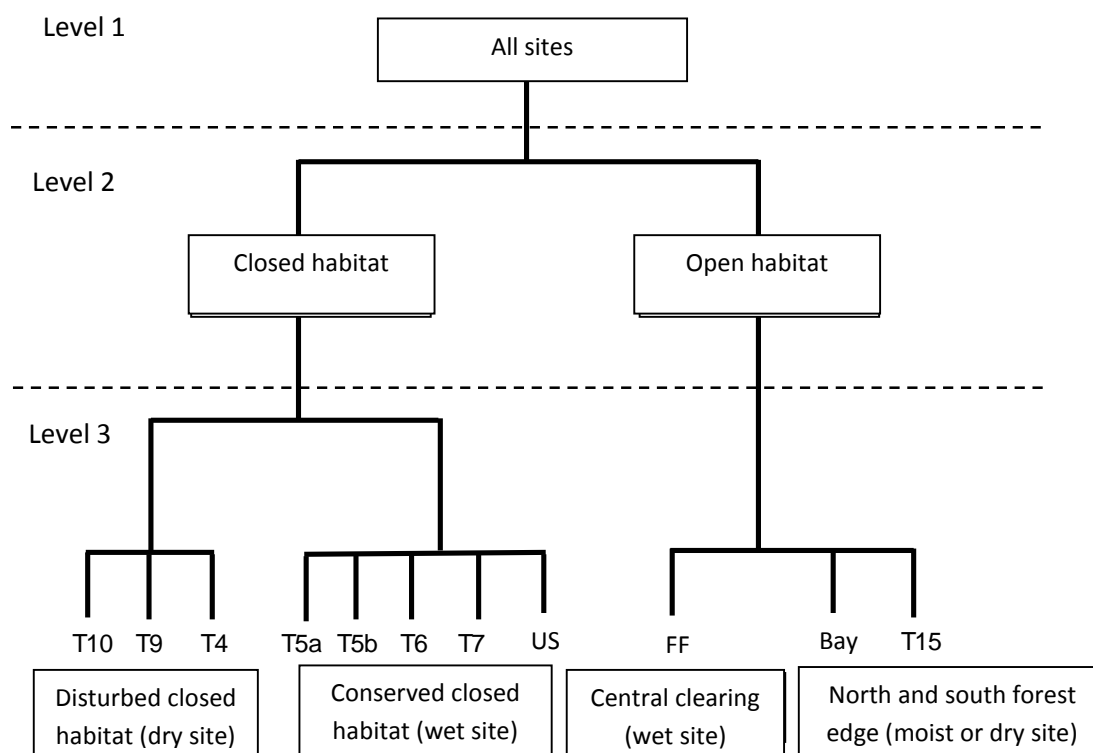 Level 1
All sites
Level 2
Closed habitat
Open habitat
Level 3
T10 T9 T4 T5a T5b T6 T7 US FF Bay T15
Disturbed closed
habitat (dry site)
Conserved closed
habitat (wet site)
Central clearing
(wet site)
North and south forest
edge (moist or dry site)